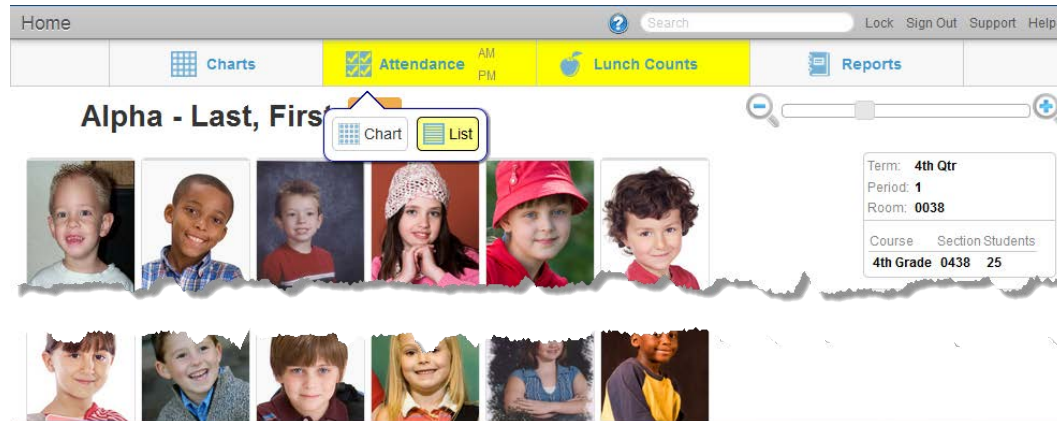 Home
? Search Lock Sign Out Support Help
Charts Attendance AM PM Lunch Counts Reports
Alpha - Last, First
Chart List
Term: 4th Qtr
Period: 1
Room: 0038
Course Section Students
4th Grade 0438 25